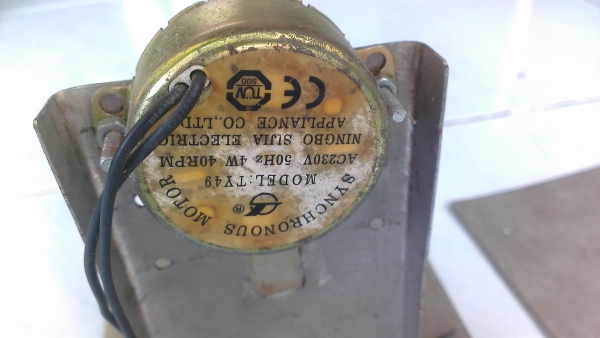 SYNCHRONOUS MOTOR
®
MODEL:TY49
AC230V 50Hz 4W 40RPM
NINGBO SIJIA ELECTRIC
APPLIANCE CO.,LTD
CE TÜV
SÜD